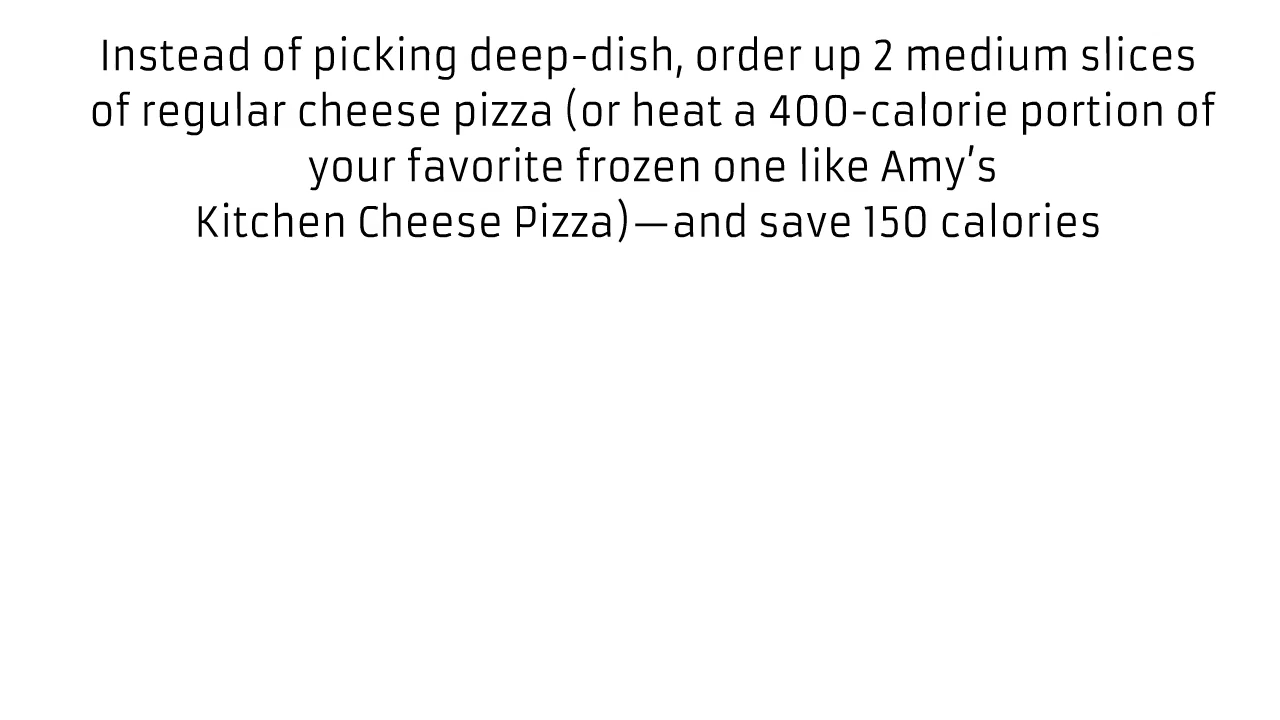 Instead of picking deep-dish, order up 2 medium slices
of regular cheese pizza (or heat a 400-calorie portion of
your favorite frozen one like Amy’s
Kitchen Cheese Pizza)—and save 150 calories